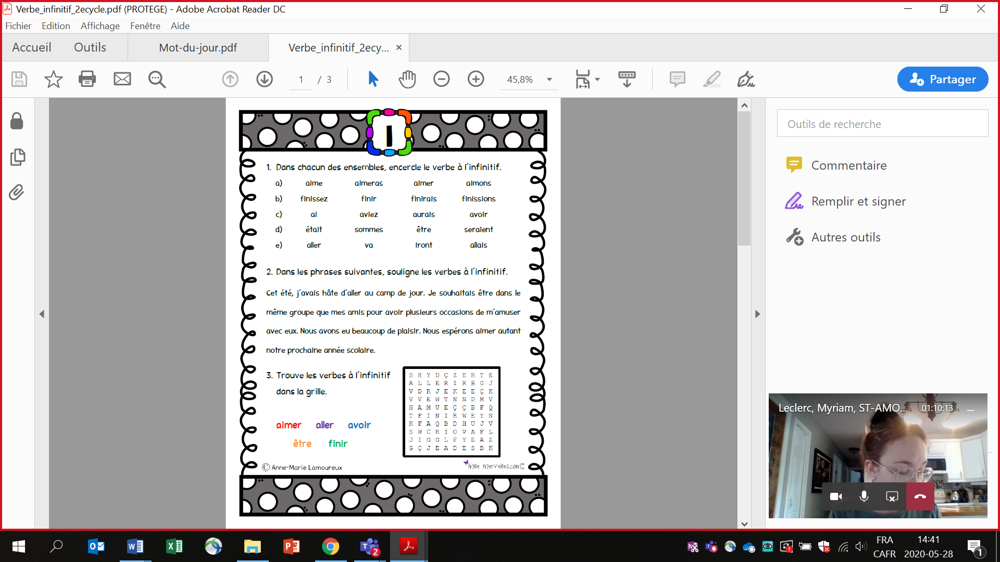 Verbe_infinitif_2ecycle.pdf (PROTEGE) - Adobe Acrobat Reader DC
Fichier Edition Affichage Fenêtre Aide
Accueil Outils Mot-du-jour.pdf Verbe_infinitif_2ecy... ×
1 / 3 45,8% Partager
1
1. Dans chacun des ensembles, encercle le verbe à l'infinitif.
a) aime aimeras aimer aimons
b) finissez finir finirais finissions
c) ai aviez aurais avoir
d) était sommes être seraient
e) aller va iront allais
2. Dans les phrases suivantes, souligne les verbes à l'infinitif.
Cet été, j'avais hâte d'aller au camp de jour. Je souhaitais être dans le
même groupe que mes amis pour avoir plusieurs occasions de m'amuser
avec eux. Nous avons eu beaucoup de plaisir. Nous espérons aimer autant
notre prochaine année scolaire.
3. Trouve les verbes à l'infinitif
dans la grille.
aimer aller avoir
être finir
S H Y D Ç Z E R T E
A L L E R I R B G J
V D R J E K E E Ç K
V V E W T N N D M V
H A M U E Ç Ç B F Q
T F I N I R W E Y N
K F A Q B D H U J V
S W C R I O V A F L
J I G G L F Y E A Z
G Ç J E A D E S B K
© Anne-Marie Lamoureux
Mille Merveilles.com
Outils de recherche
Commentaire
Remplir et signer
Autres outils
Leclerc, Myriam, ST-AMO... 01:10:13
2
FRA
CAFR
14:41
2020-05-28
1